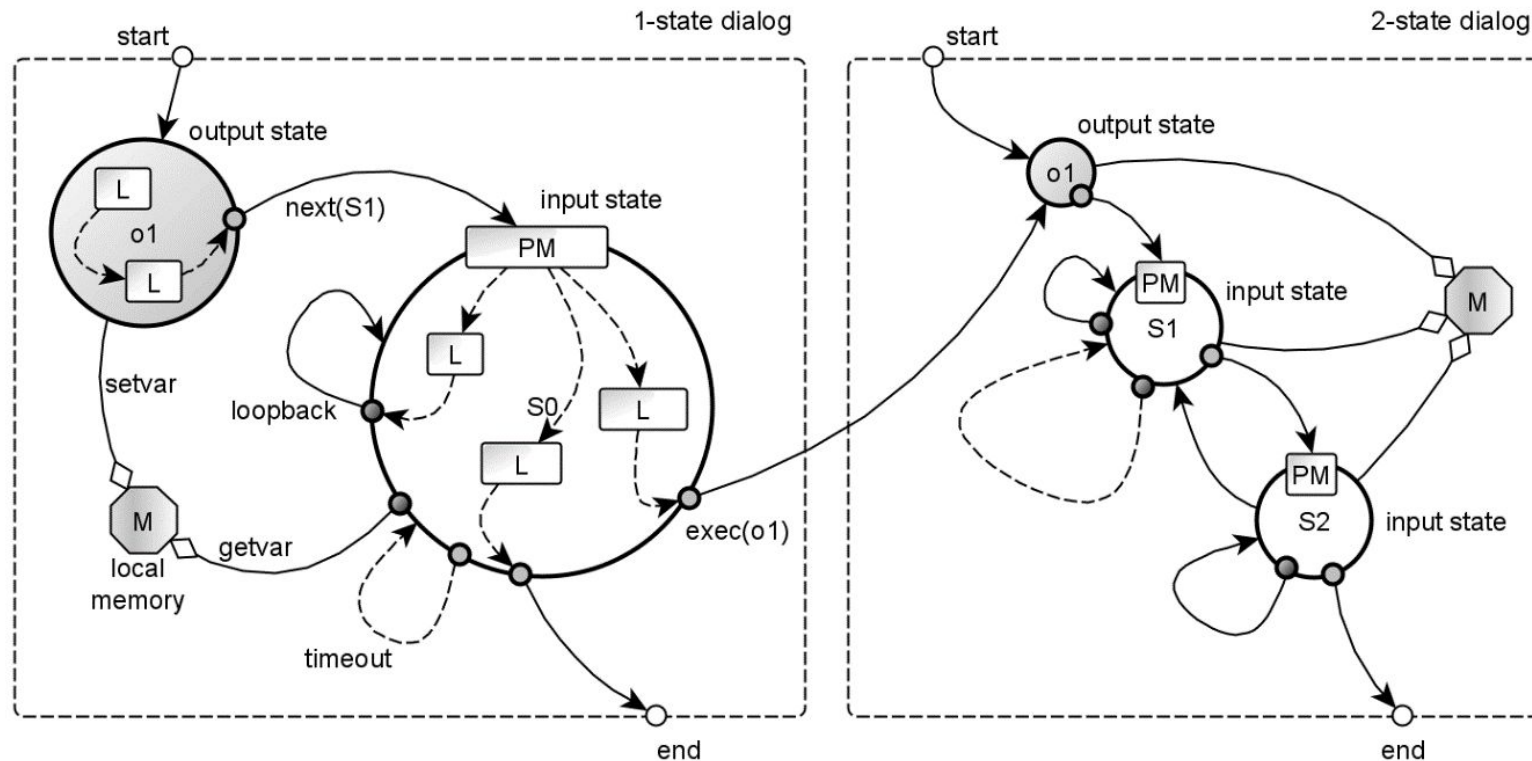 1-state dialog
start
output state
L
o1
L
next(S1)
input state
PM
L
S0
L
L
loopback
setvar
M
local
memory
getvar
timeout
exec(o1)
end
2-state dialog
start
output state
o1
PM
S1
input state
M
PM
S2
input state
end